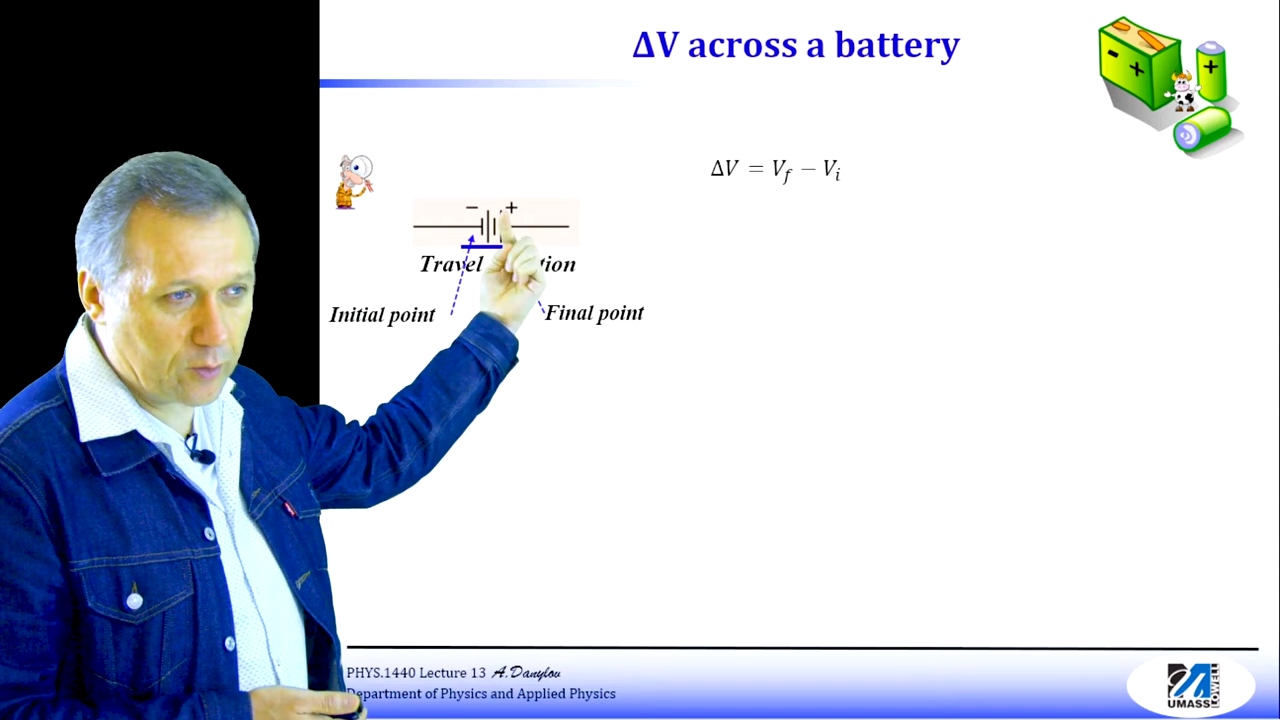 ΔV across a battery
- + +
ΔV = V_f − V_i
− +
Travel tion
Initial point
Final point
PHYS.1440 Lecture 13 A.Danylov
Department of Physics and Applied Physics
UMASS
LOWELL